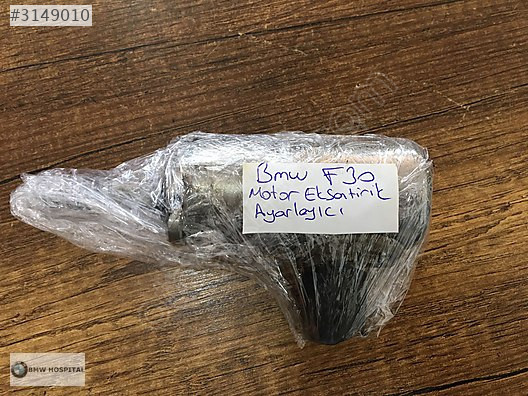 #3149010
Bmw F30
Motor Eksantirik
Ayarlayıcı
BMW HOSPITAL